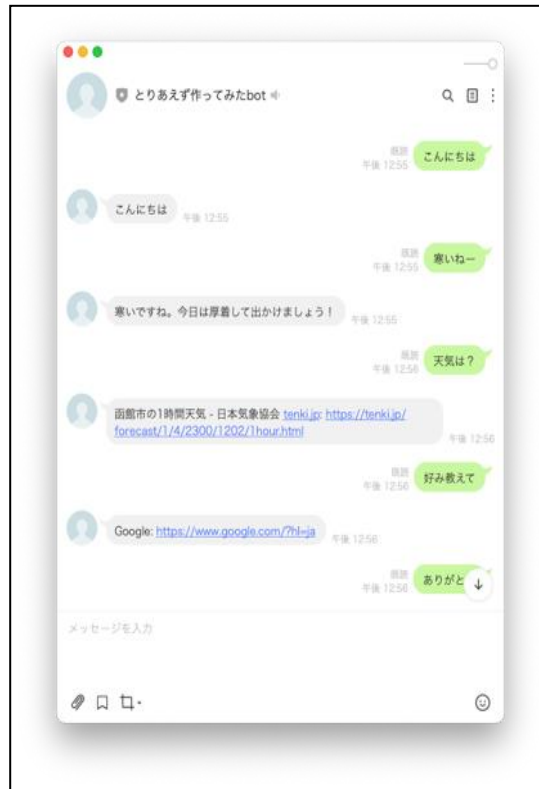 とりあえず作ってみたbot
既読
午後 12:55
こんにちは
こんにちは
午後 12:55
既読
午後 12:55
寒いねー
寒いですね。今日は厚着して出かけましょう！
午後 12:55
既読
午後 12:56
天気は？
函館市の1時間天気 - 日本気象協会 tenki.jp: https://tenki.jp/
forecast/1/4/2300/1202/1hour.html
午後 12:56
既読
午後 12:56
好み教えて
Google: https://www.google.com/?hl=ja
午後 12:56
既読
午後 12:56
ありがと
メッセージを入力